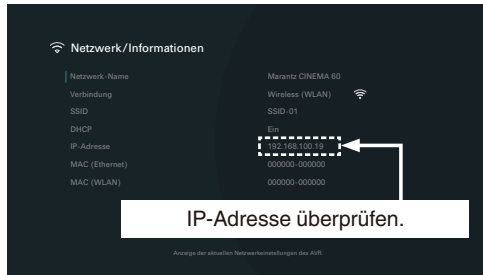 Netzwerk/Informationen
Netzwerk-Name Marantz CINEMA 60
Verbindung Wireless (WLAN)
SSID SSID-01
DHCP Ein
IP-Adresse 192.168.100.19
MAC (Ethernet) 000000-000000
MAC (WLAN) 000000-000000
IP-Adresse überprüfen.
Anzeige der aktuellen Netzwerkeinstellungen des AVR.